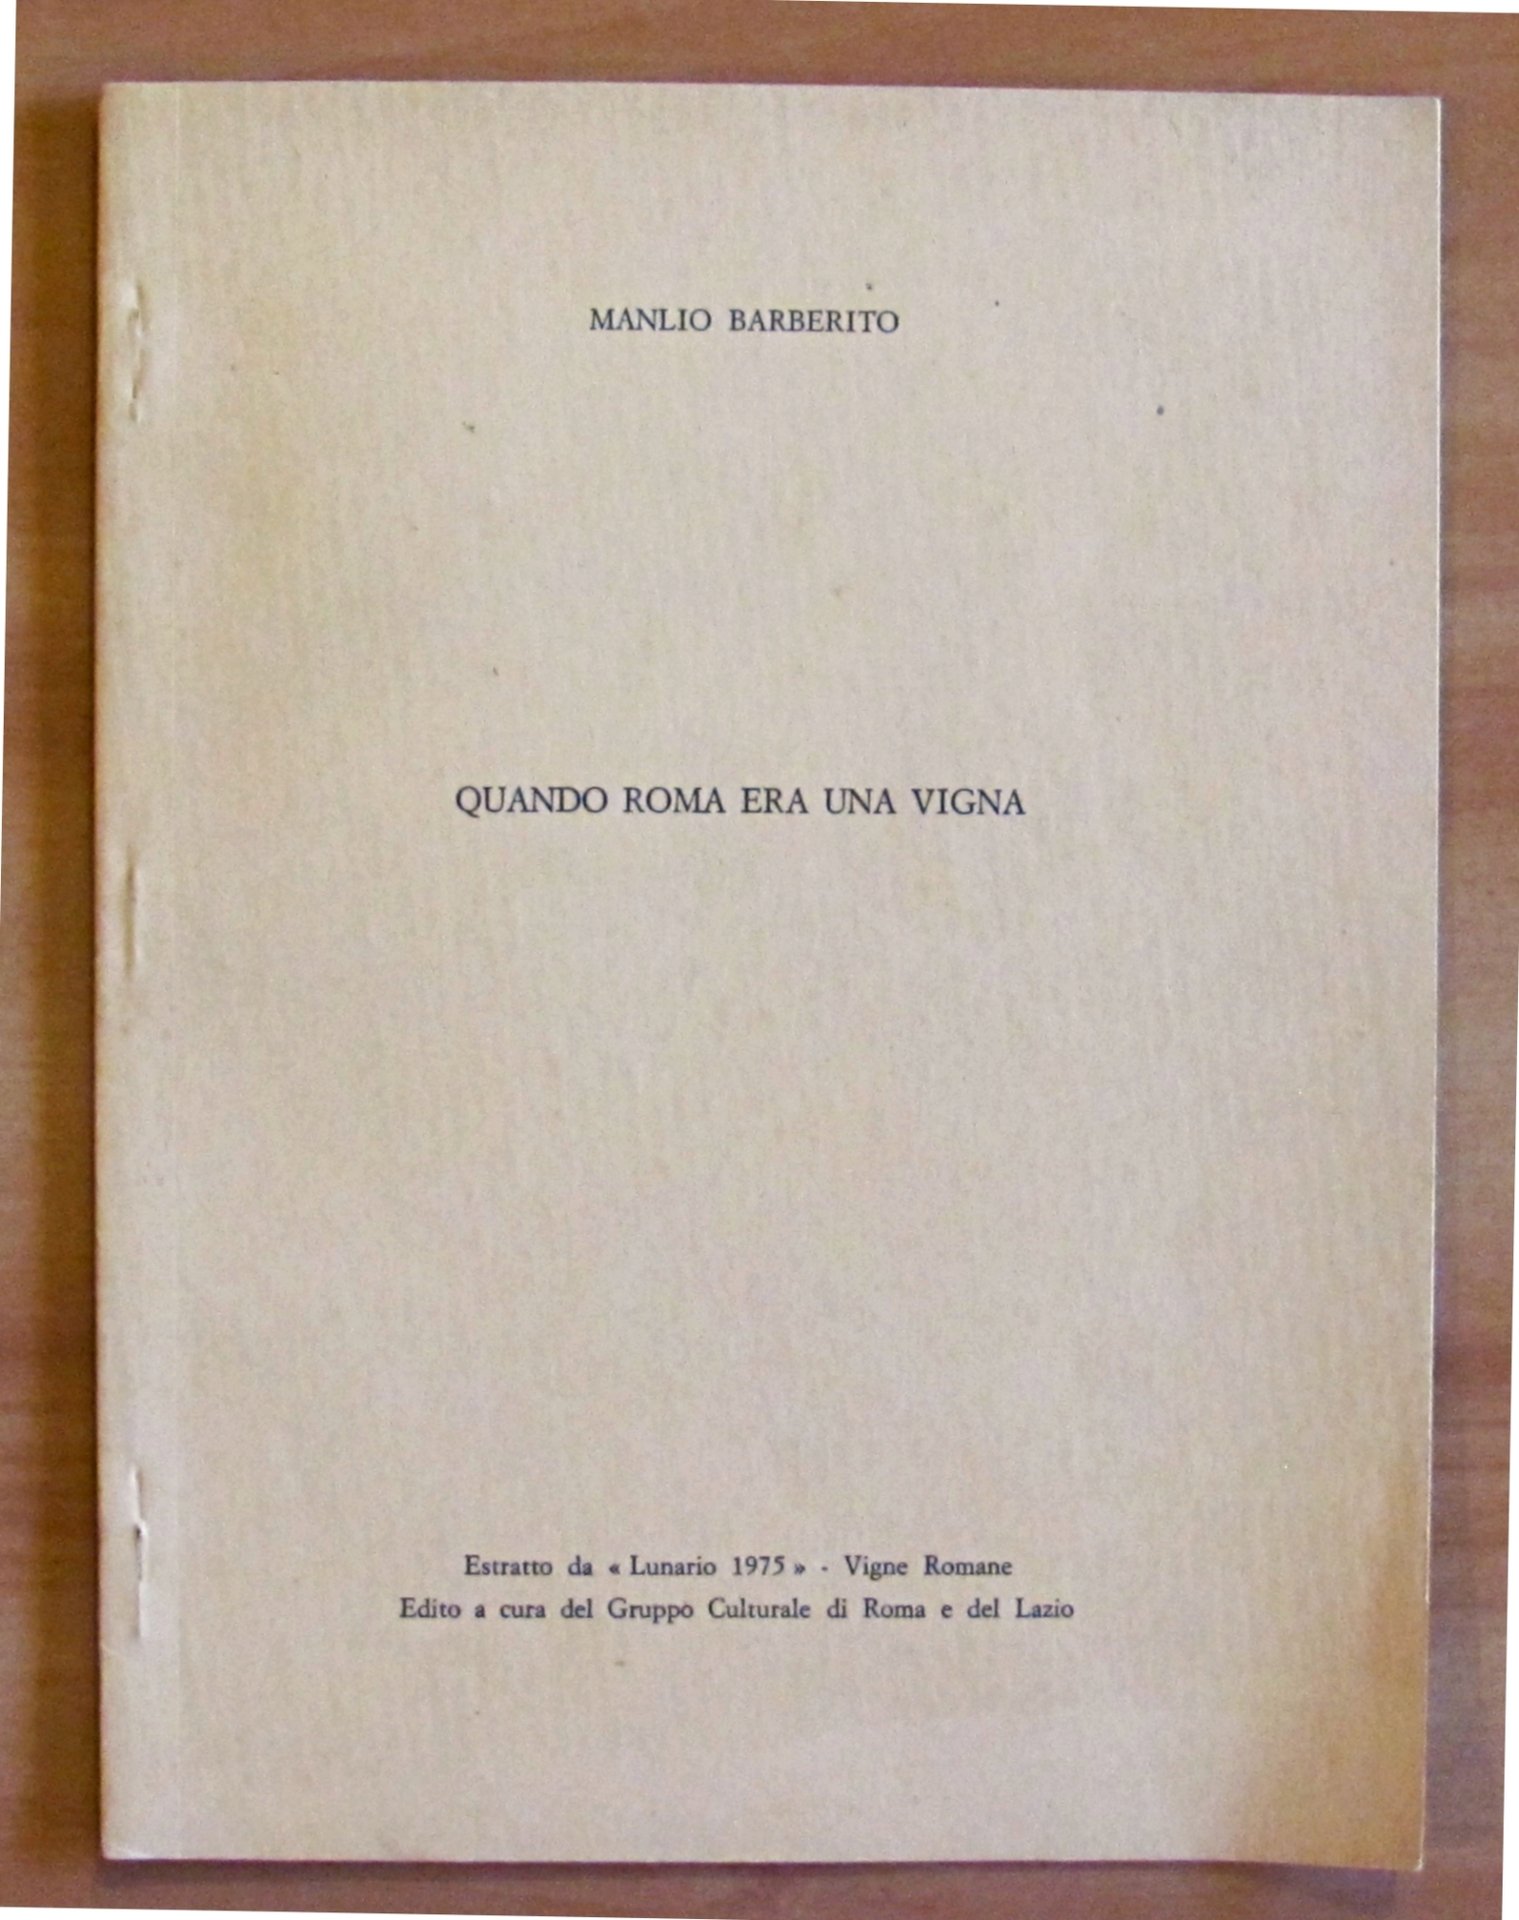 MANLIO BARBERITO
QUANDO ROMA ERA UNA VIGNA
Estratto da « Lunario 1975 » - Vigne Romane
Edito a cura del Gruppo Culturale di Roma e del Lazio